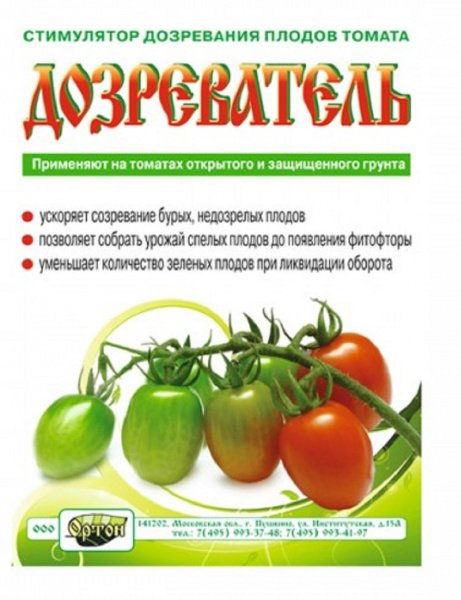 СТИМУЛЯТОР ДОЗРЕВАНИЯ ПЛОДОВ ТОМАТА
ДОЗРЕВАТЕЛЬ
Применяют на томатах открытого и защищенного грунта
ускоряет созревание бурых, недозрелых плодов
позволяет собрать урожай спелых плодов до появления фитофторы
уменьшает количество зеленых плодов при ликвидации оборота
ООО Ортон
141202, Московская обл., г. Пушкино, ул. Институтская, д.15А
тел.: 7(495) 993-37-48; 7(495) 993-41-97